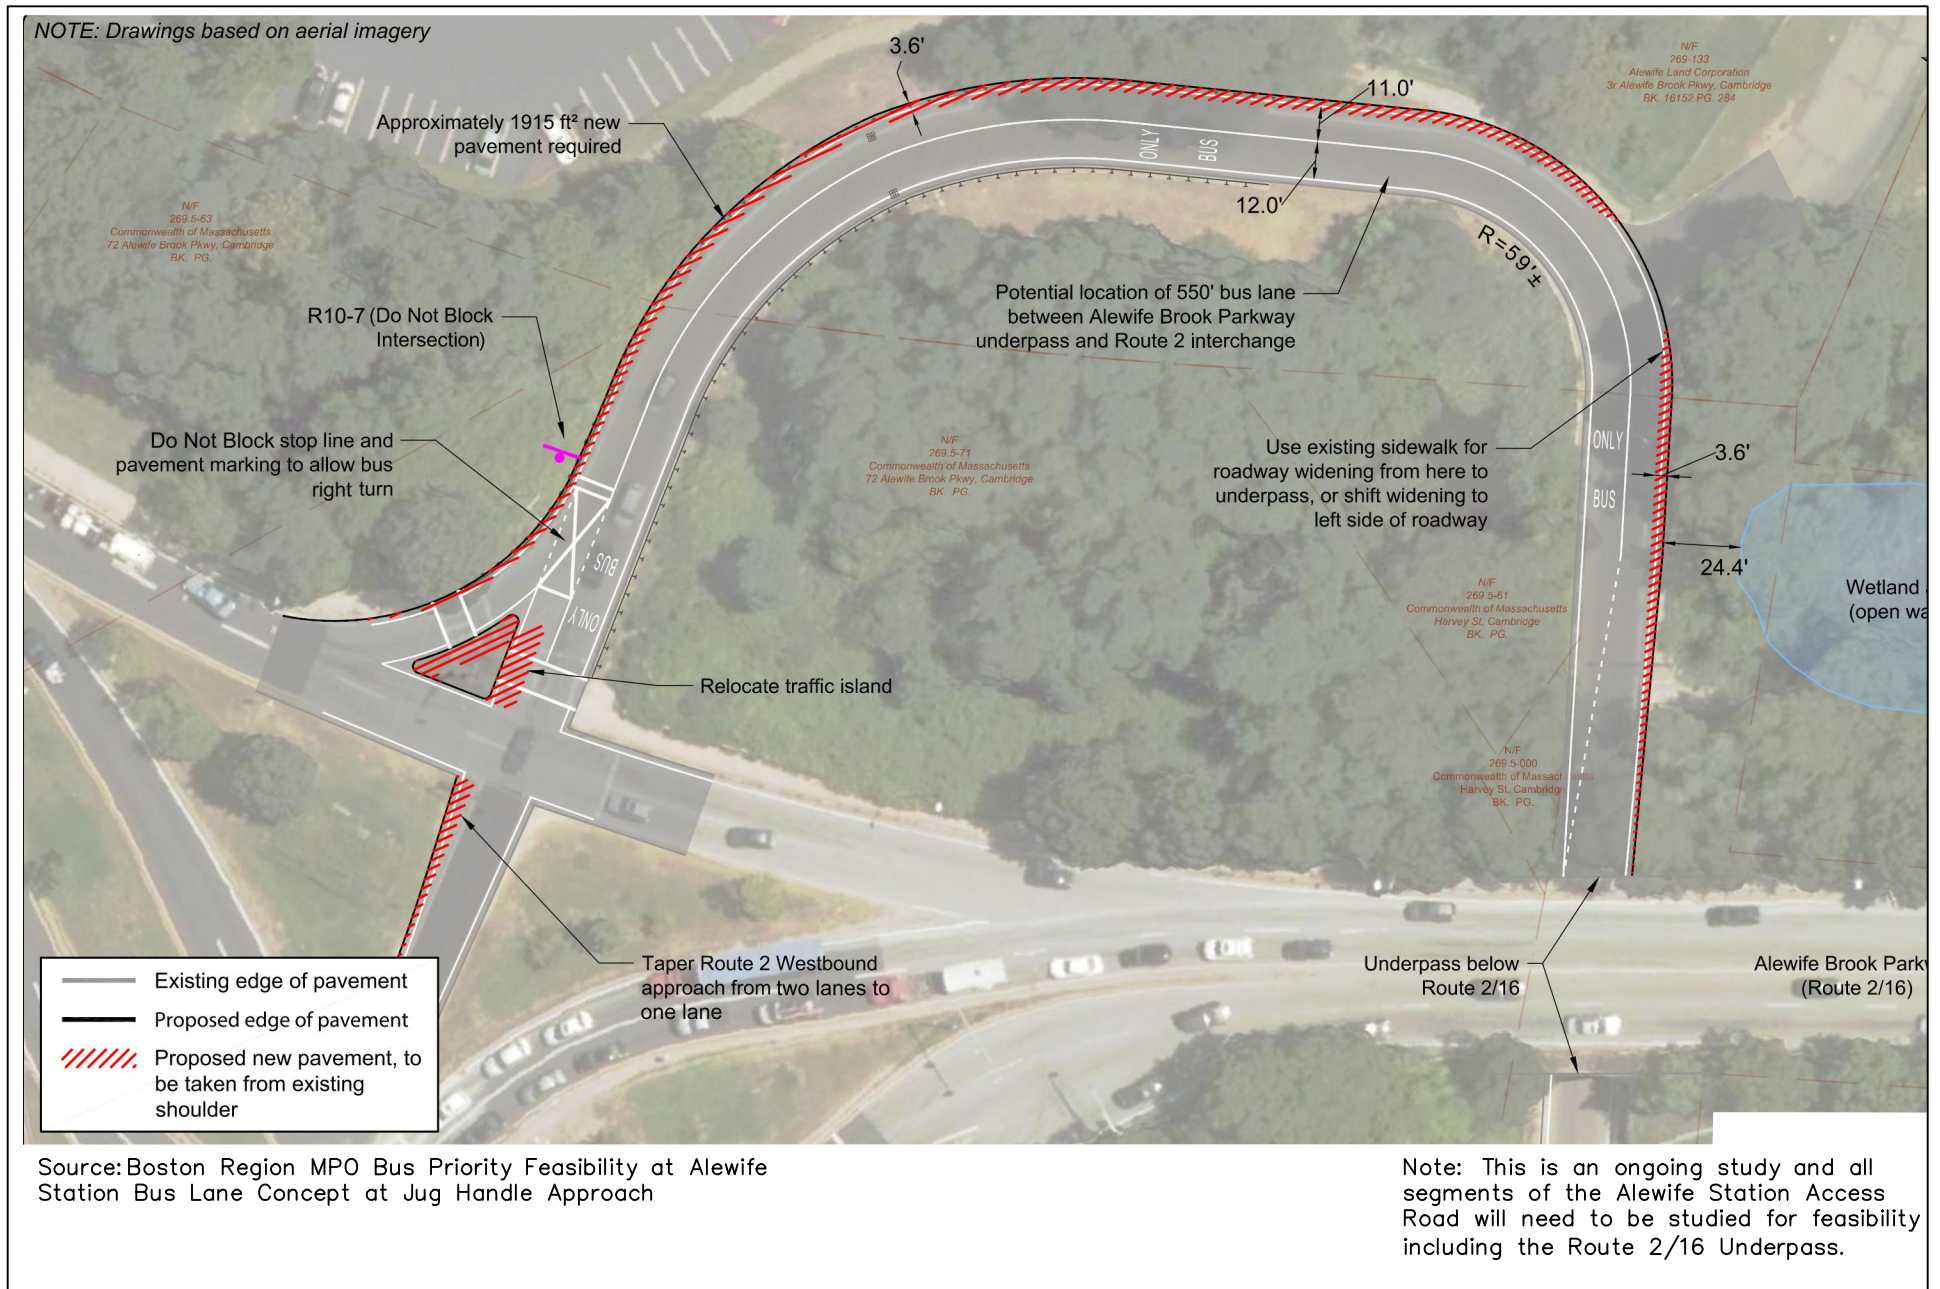 NOTE: Drawings based on aerial imagery
3.6'
11.0'
N/F
269-133
Alewife Land Corporation
3r Alewife Brook Pkwy, Cambridge
BK. 16152 PG. 284
Approximately 1915 ft² new
pavement required
ONLY
BUS
12.0'
N/F
269.5-63
Commonwealth of Massachusetts
72 Alewife Brook Pkwy, Cambridge
BK. PG.
R=59'±
R10-7 (Do Not Block
Intersection)
Potential location of 550' bus lane
between Alewife Brook Parkway
underpass and Route 2 interchange
Do Not Block stop line and
pavement marking to allow bus
right turn
N/F
269.5-71
Commonwealth of Massachusetts
72 Alewife Brook Pkwy, Cambridge
BK. PG.
Use existing sidewalk for
roadway widening from here to
underpass, or shift widening to
left side of roadway
ONLY
BUS
3.6'
24.4'
BUS
ONLY
N/F
269.5-61
Commonwealth of Massachusetts
Harvey St, Cambridge
BK. PG.
Wetland
(open wa
Relocate traffic island
N/F
269.5-000
Commonwealth of Massachusetts
Harvey St, Cambridge
BK. PG.
Taper Route 2 Westbound
approach from two lanes to
one lane
Underpass below
Route 2/16
Alewife Brook Parkw
(Route 2/16)
Existing edge of pavement
Proposed edge of pavement
Proposed new pavement, to
be taken from existing
shoulder
Source: Boston Region MPO Bus Priority Feasibility at Alewife
Station Bus Lane Concept at Jug Handle Approach
Note: This is an ongoing study and all
segments of the Alewife Station Access
Road will need to be studied for feasibility
including the Route 2/16 Underpass.